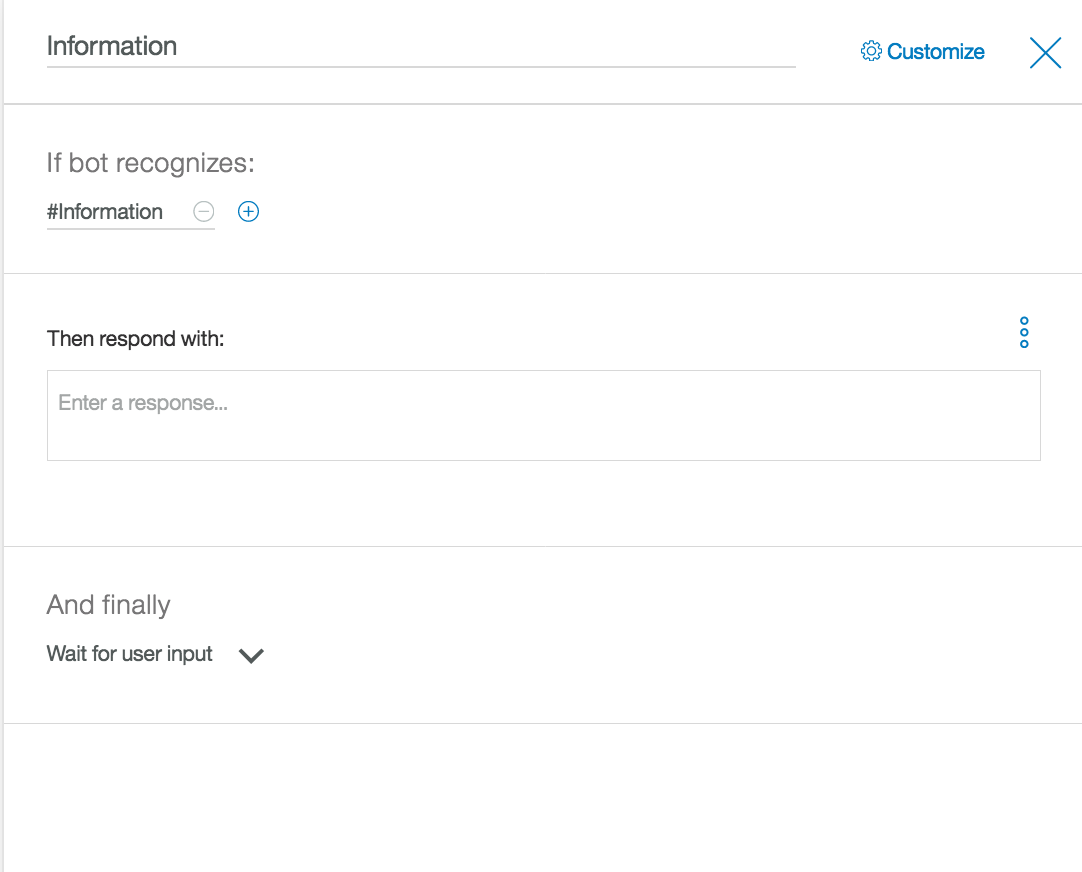 Information
Customize
If bot recognizes:
#Information
Then respond with:
Enter a response...
And finally
Wait for user input